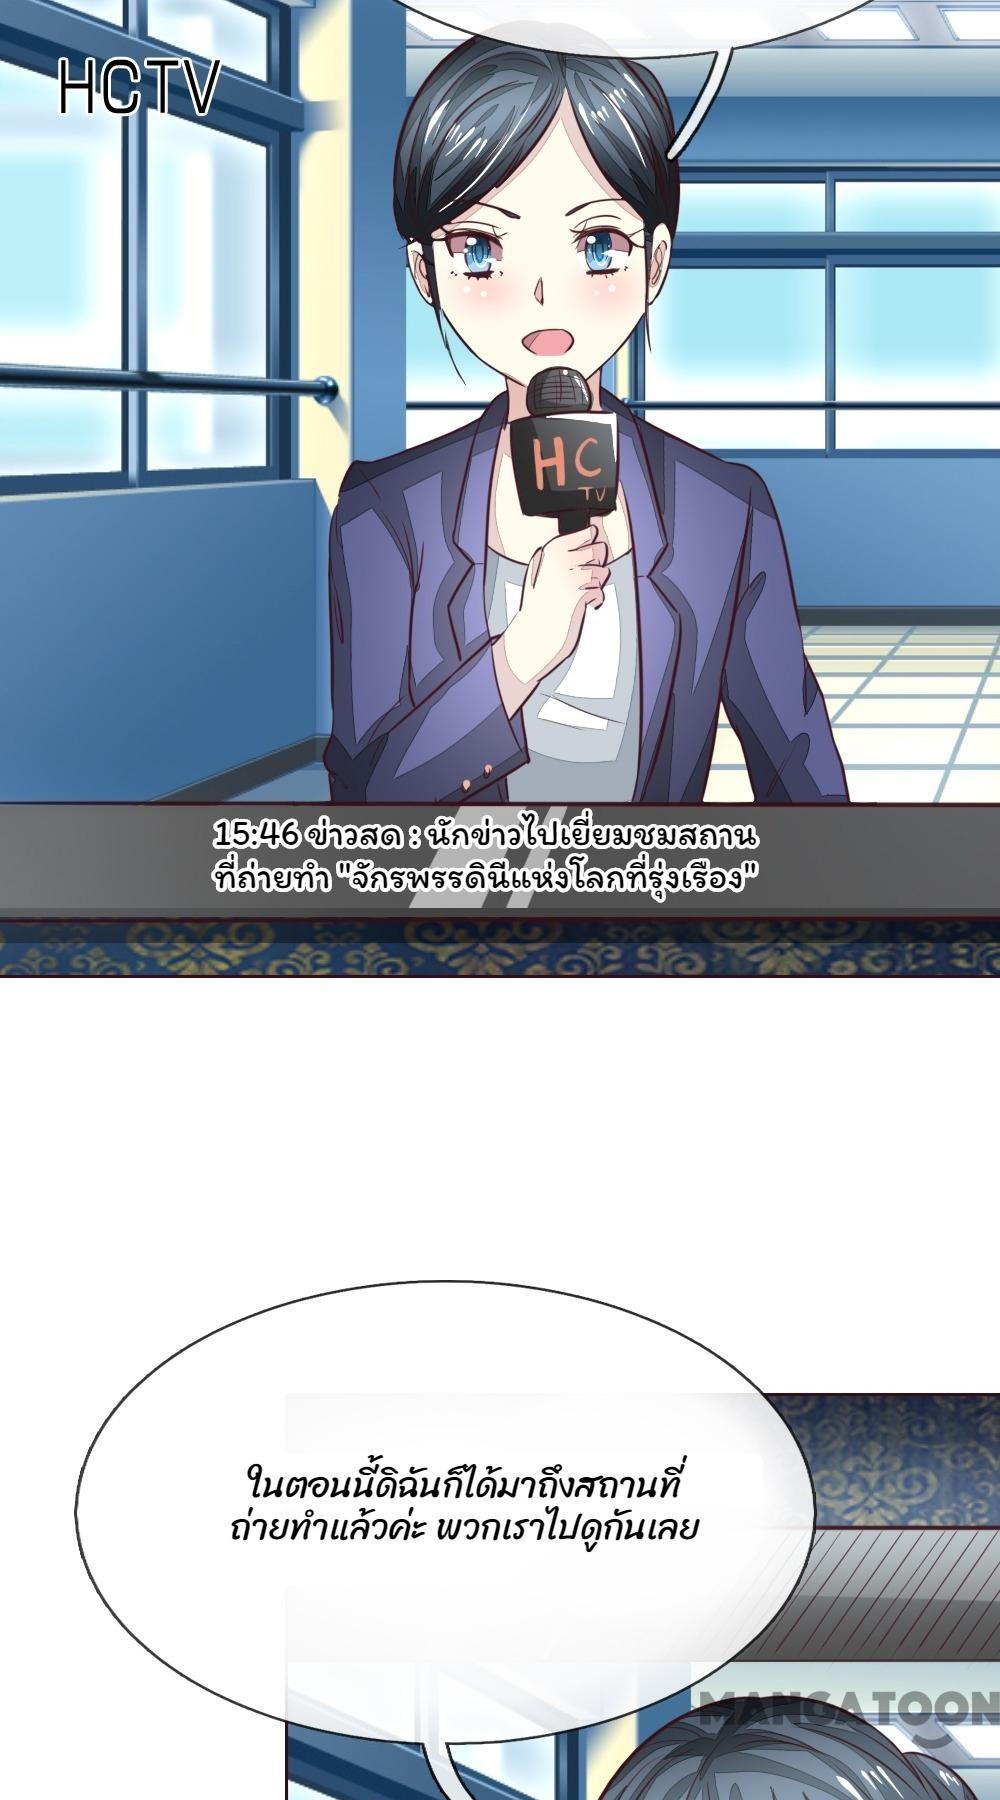 HCTV
HC
TV
15:46 ข่าวสด : นักข่าวไปเยี่ยมชมสถาน
ที่ถ่ายทำ "จักรพรรดินีแห่งโลกที่รุ่งเรือง"
ในตอนนี้ดิฉันก็ได้มาถึงสถานที่
ถ่ายทำแล้วค่ะ พวกเราไปดูกันเลย
MANGATOON